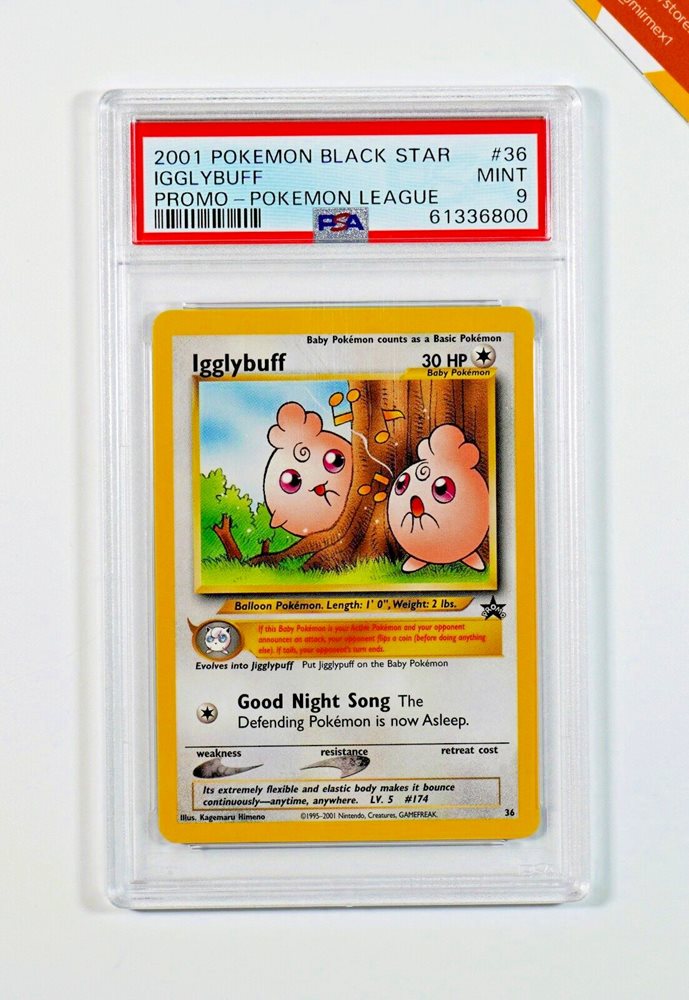 ystore
@mirmex1
2001 POKEMON BLACK STAR #36
IGGLYBUFF MINT
PROMO - POKEMON LEAGUE 9
PSA 61336800
Baby Pokémon counts as a Basic Pokémon
Igglybuff 30 HP
Baby Pokémon
Balloon Pokémon. Length: 1' 0", Weight: 2 lbs.
PROMO
If this Baby Pokémon is your Active Pokémon and your opponent
announces an attack, your opponent flips a coin (before doing anything
else). If tails, your opponent's turn ends.
Evolves into Jigglypuff Put Jigglypuff on the Baby Pokémon
Good Night Song The
Defending Pokémon is now Asleep.
weakness resistance retreat cost
Its extremely flexible and elastic body makes it bounce
continuously—anytime, anywhere. LV. 5 #174
Illus. Kagemaru Himeno ©1995-2001 Nintendo, Creatures, GAMEFREAK. 36